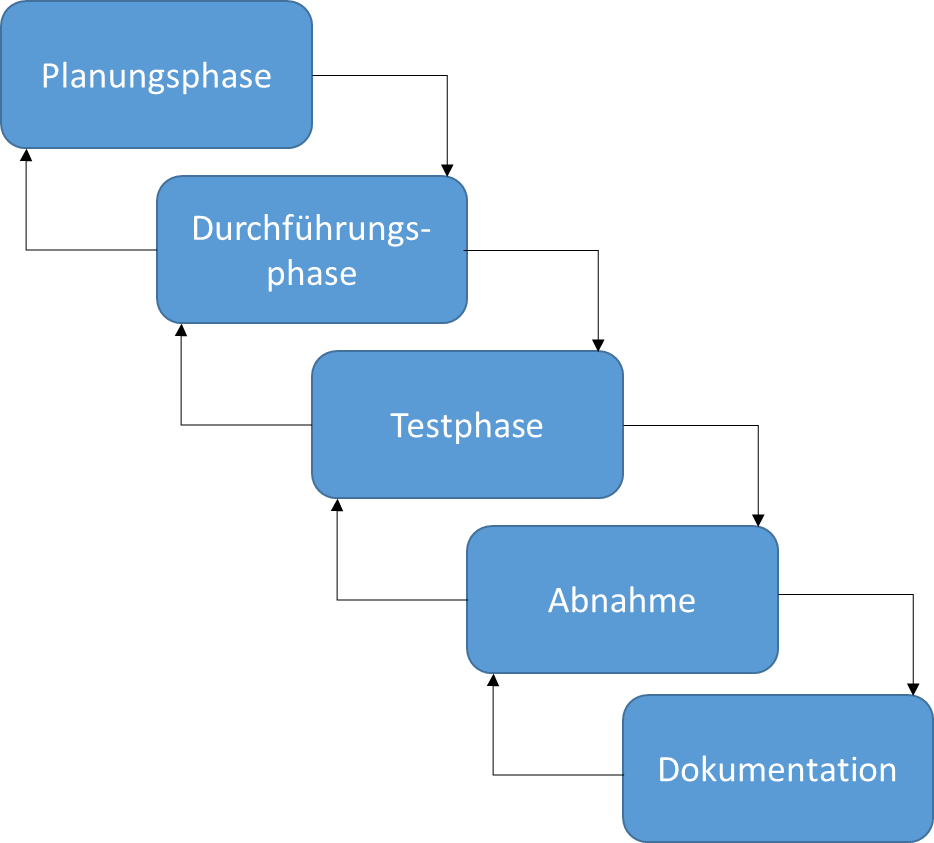 Planungsphase
Durchführungs-
phase
Testphase
Abnahme
Dokumentation